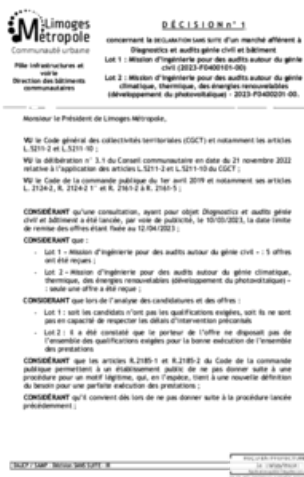 Limoges
Métropole
Communauté urbaine
Pôle infrastructures et
voirie
Direction des bâtiments
communautaires
D É C I S I O N n° 1
concernant la DECLARATION SANS SUITE d'un marché afférent à
Diagnostics et audits génie civil et bâtiment
Lot 1 : Mission d'ingénierie pour des audits autour du génie
civil (2023-FO400101-00)
Lot 2 : Mission d'ingénierie pour des audits autour du génie
climatique, thermique, des énergies renouvelables
(développement du photovoltaïque) - 2023-FO400201-00.
Monsieur le Président de Limoges Métropole,
VU le Code général des collectivités territoriales (CGCT) et notamment les articles
L.5211-2 et L.5211-10 ;
VU la délibération n° 3.1 du Conseil communautaire en date du 21 novembre 2022
relative à l'application des articles L.5211-2 et L.5211-10 du CGCT ;
VU le Code de la commande publique du 1er avril 2019 et notamment ses articles
L. 2124-2, R. 2124-2 1° et R. 2161-2 à R. 2161-5 ;
CONSIDÉRANT qu'une consultation, ayant pour objet Diagnostics et audits génie
civil et bâtiment a été lancée, par voie de publicité, le 10/03/2023, la date limite
de remise des offres étant fixée au 12/04/2023 ;
CONSIDÉRANT que :
- Lot 1 - Mission d'ingénierie pour des audits autour du génie civil - : 5 offres
ont été reçues ;
- Lot 2 - Mission d'ingénierie pour des audits autour du génie climatique,
thermique, des énergies renouvelables (développement du photovoltaïque) -
: seule une offre a été reçue ;
CONSIDERANT que lors de l'analyse des candidatures et des offres :
- Lot 1 : soit les candidats n'ont pas les qualifications exigées, soit ils ne sont
pas en capacité de respecter les délais d'intervention préconisés
- Lot 2 : il a été constaté que le porteur de l'offre ne disposait pas de
l'ensemble des qualifications exigées pour la bonne exécution de l'ensemble
des prestations
CONSIDÉRANT que les articles R.2185-1 et R.2185-2 du Code de la commande
publique permettent à un établissement public de ne pas donner suite à une
procédure pour un motif légitime, qui, en l'espèce, tient à une nouvelle définition
du besoin pour une parfaite exécution des prestations ;
CONSIDÉRANT qu'il convient dès lors de ne pas donner suite à la procédure lancée
précédemment ;
DAJCP / SAMP - Décision SANS SUITE